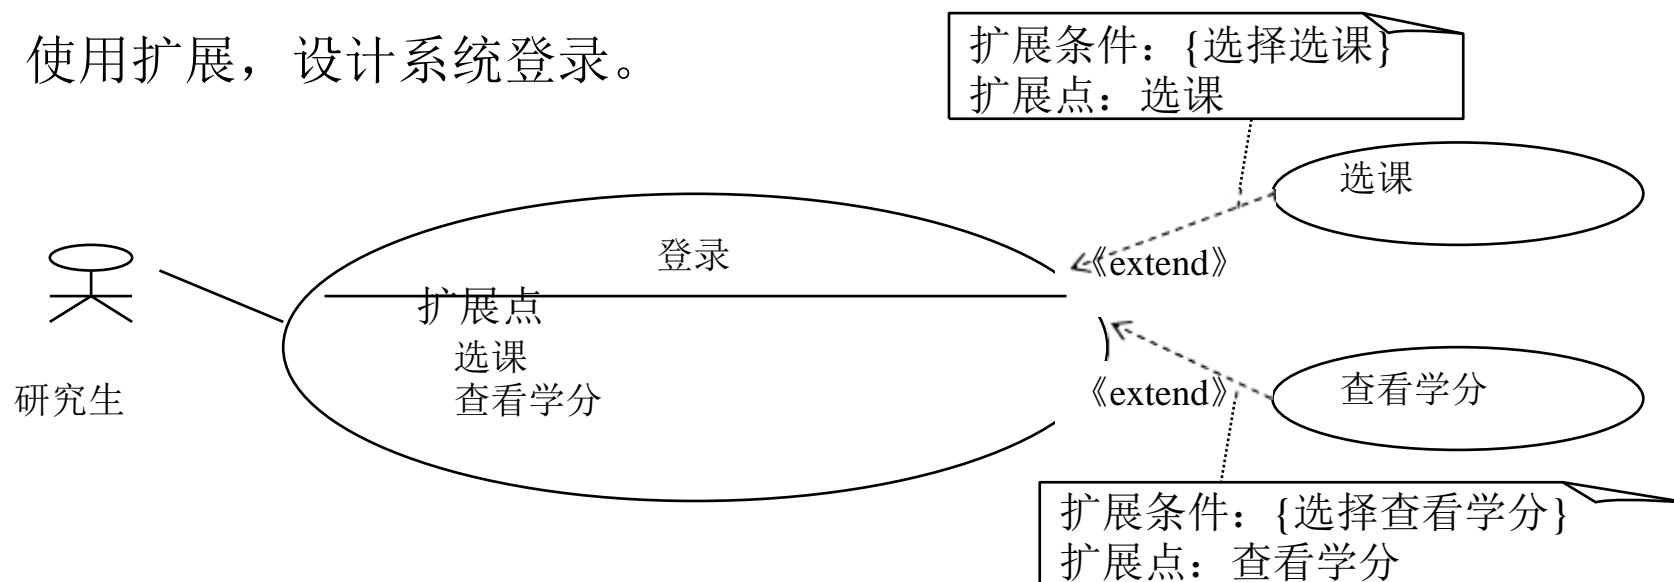 使用扩展，设计系统登录。
扩展条件：{选择选课}
扩展点：选课
选课
登录
《extend》
扩展点
选课
查看学分
研究生
《extend》
查看学分
扩展条件：{选择查看学分}
扩展点：查看学分